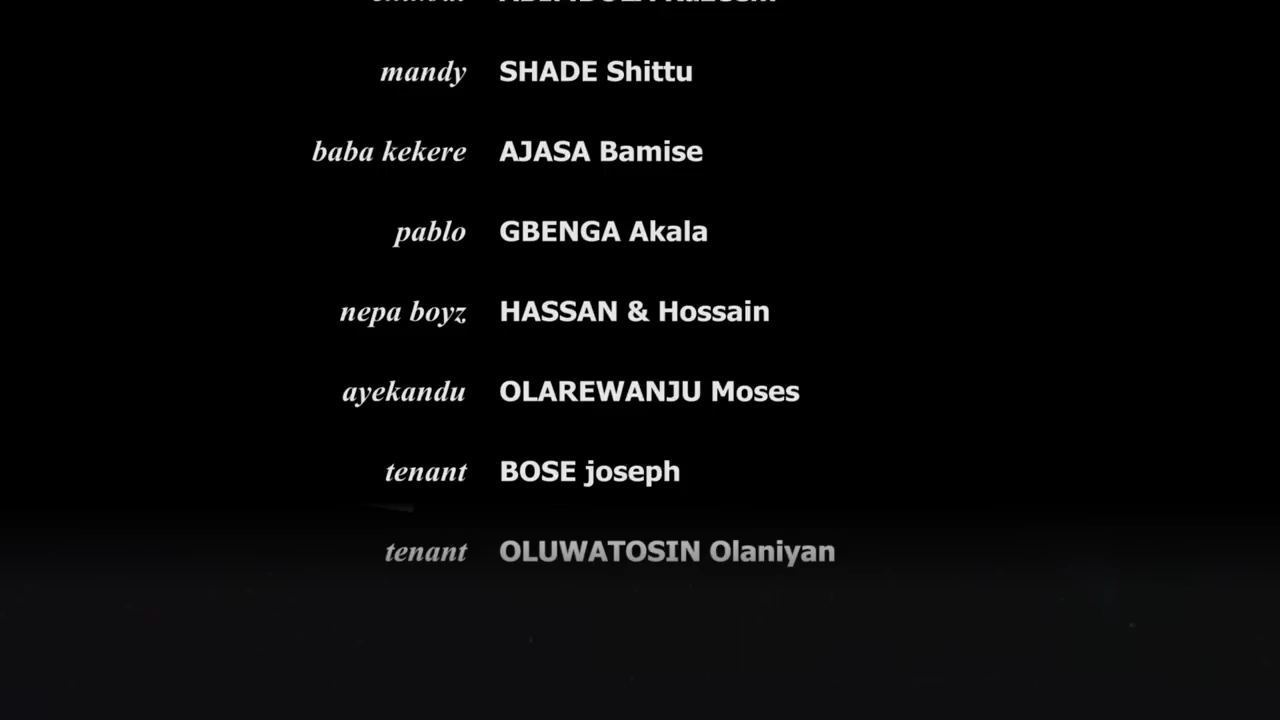 mandy SHADE Shittu
baba kekere AJASA Bamise
pablo GBENGA Akala
nepa boyz HASSAN & Hossain
ayekandu OLAREWANJU Moses
tenant BOSE joseph
tenant OLUWATOSIN Olaniyan